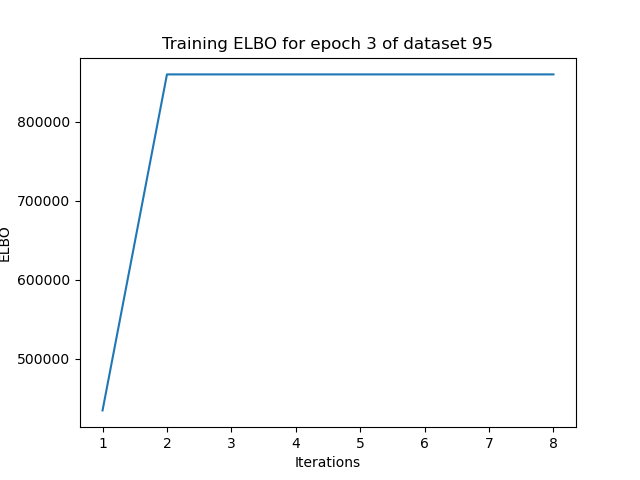 Training ELBO for epoch 3 of dataset 95
800000
700000
600000
500000
ELBO
1 2 3 4 5 6 7 8
Iterations